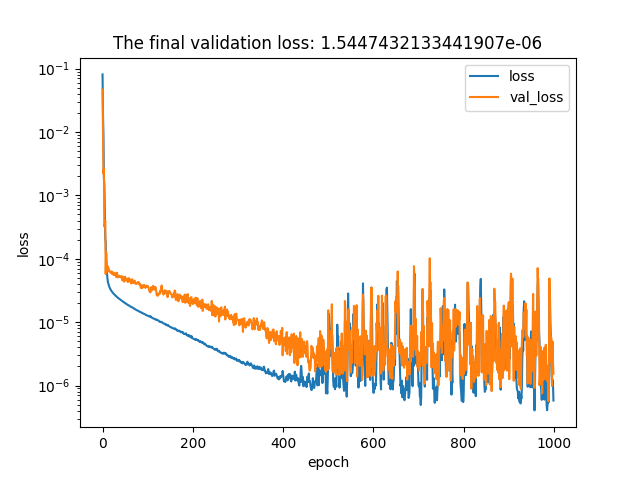 The final validation loss: 1.5447432133441907e-06
loss
val_loss
10⁻¹
10⁻²
10⁻³
10⁻⁴
10⁻⁵
10⁻⁶
loss
0 200 400 600 800 1000
epoch